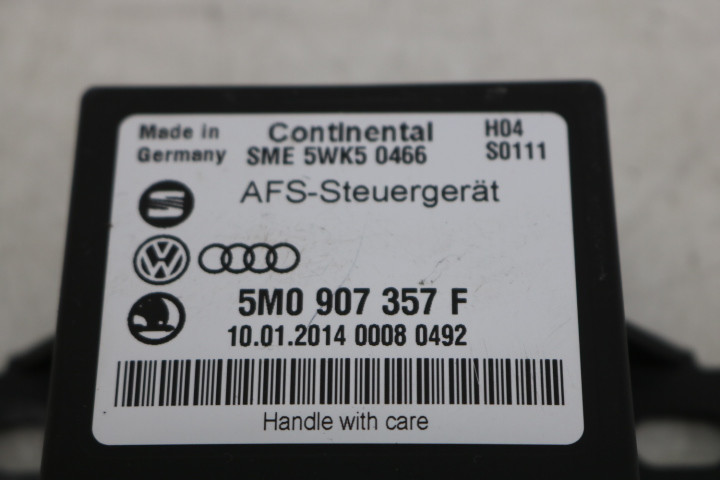 Made in Continental H04
Germany SME 5WK5 0466 S0111
AFS-Steuergerät
5M0 907 357 F
10.01.2014 0008 0492
Handle with care